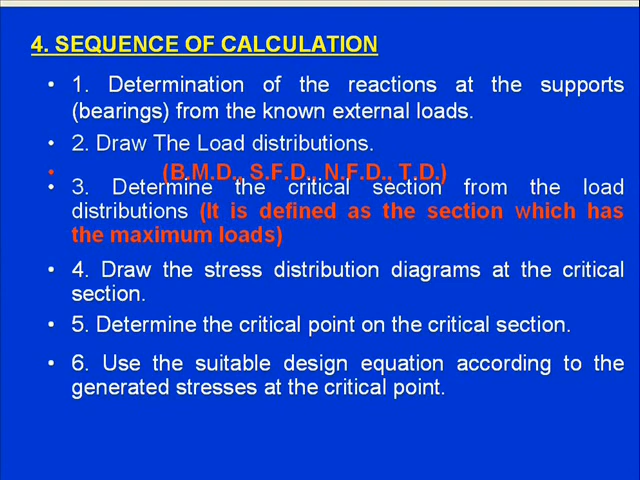 4. SEQUENCE OF CALCULATION
• 1. Determination of the reactions at the supports
(bearings) from the known external loads.
• 2. Draw The Load distributions.
• (B.M.D., S.F.D., N.F.D., T.D.)
• 3. Determine the critical section from the load
distributions (It is defined as the section which has
the maximum loads)
• 4. Draw the stress distribution diagrams at the critical
section.
• 5. Determine the critical point on the critical section.
• 6. Use the suitable design equation according to the
generated stresses at the critical point.